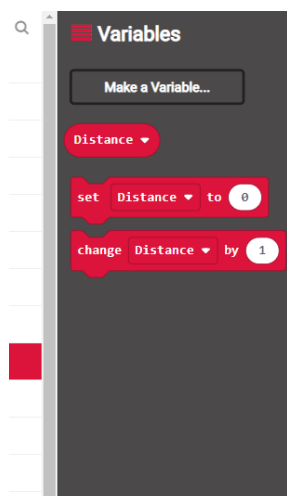 Variables
Make a Variable...
Distance
set Distance to 0
change Distance by 1